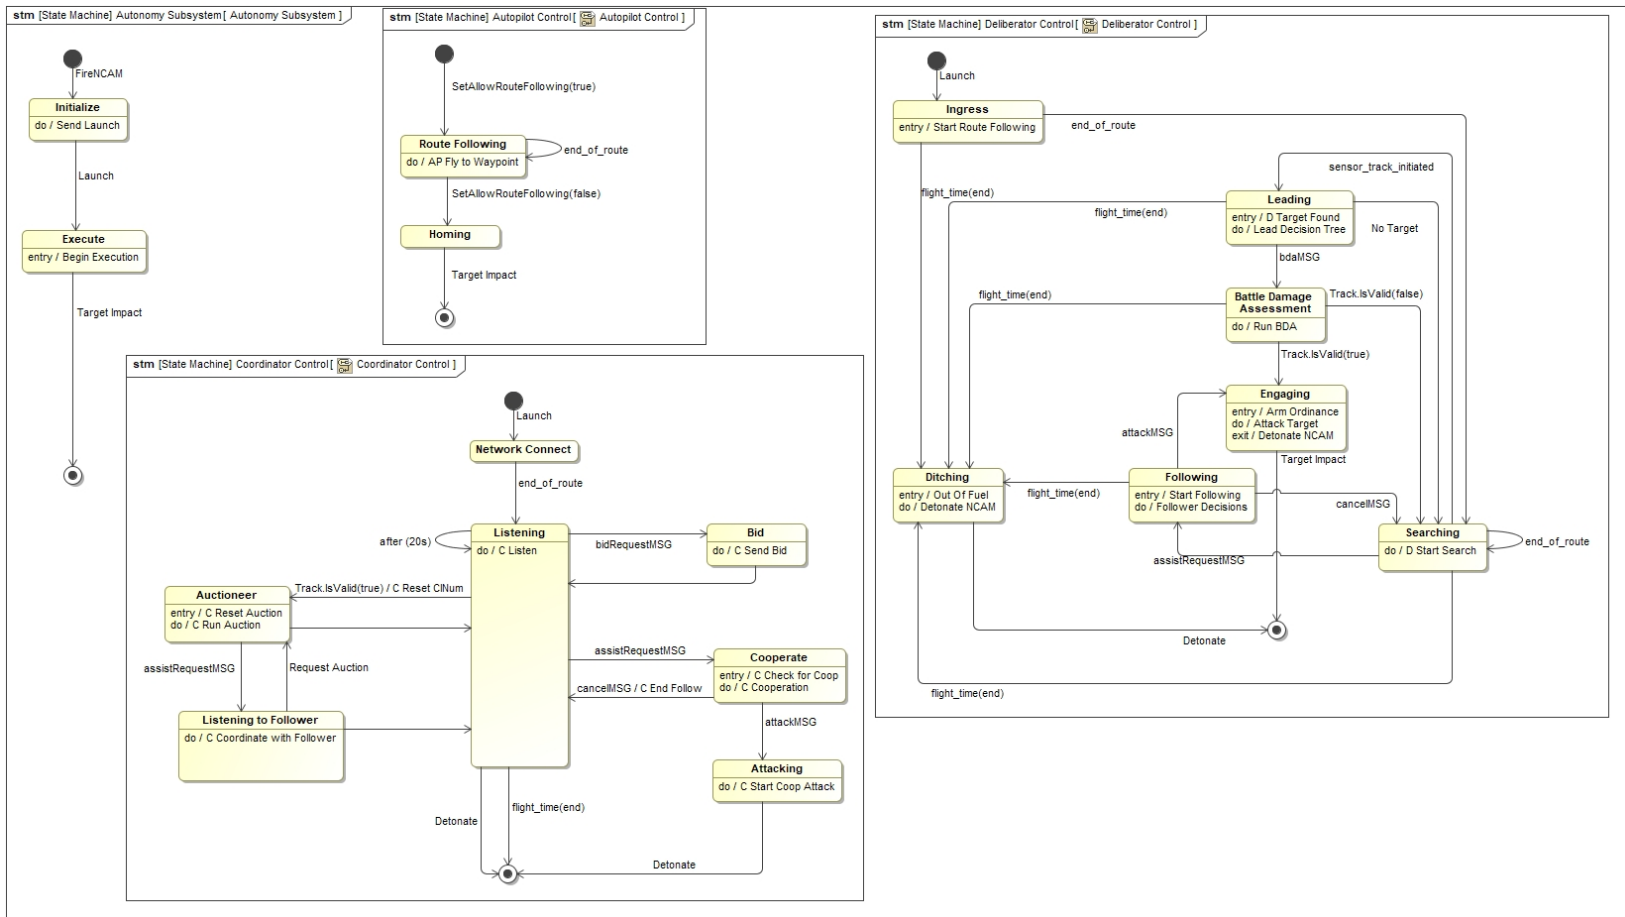 stm [State Machine] Autonomy Subsystem[ Autonomy Subsystem ]
FireNCAM
Initialize
do / Send Launch
Launch
Execute
entry / Begin Execution
Target Impact
stm [State Machine] Autopilot Control[ Autopilot Control ]
SetAllowRouteFollowing(true)
Route Following
do / AP Fly to Waypoint
end_of_route
SetAllowRouteFollowing(false)
Homing
Target Impact
stm [State Machine] Coordinator Control[ Coordinator Control ]
Launch
Network Connect
end_of_route
Listening
do / C Listen
after (20s)
bidRequestMSG
Bid
do / C Send Bid
Track.IsValid(true) / C Reset ClNum
Auctioneer
entry / C Reset Auction
do / C Run Auction
assistRequestMSG
Request Auction
Listening to Follower
do / C Coordinate with Follower
assistRequestMSG
Cooperate
entry / C Check for Coop
do / C Cooperation
cancelMSG / C End Follow
attackMSG
Attacking
do / C Start Coop Attack
flight_time(end)
Detonate
Detonate
stm [State Machine] Deliberator Control[ Deliberator Control ]
Launch
Ingress
entry / Start Route Following
end_of_route
sensor_track_initiated
flight_time(end)
flight_time(end)
Leading
entry / D Target Found
do / Lead Decision Tree
No Target
bdaMSG
flight_time(end)
Battle Damage
Assessment
do / Run BDA
Track.IsValid(false)
Track.IsValid(true)
Engaging
entry / Arm Ordinance
do / Attack Target
exit / Detonate NCAM
attackMSG
Target Impact
Ditching
entry / Out Of Fuel
do / Detonate NCAM
flight_time(end)
Following
entry / Start Following
do / Follower Decisions
cancelMSG
assistRequestMSG
Searching
do / D Start Search
end_of_route
Detonate
flight_time(end)